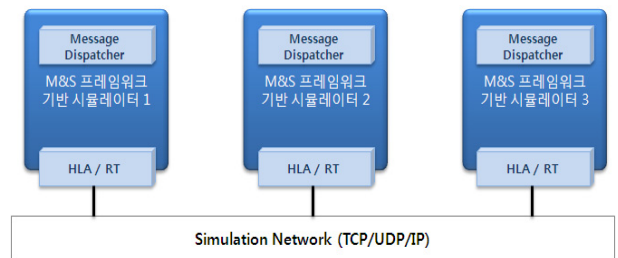 Message
Dispatcher
M&S 프레임워크
기반 시뮬레이터 1
HLA / RT
Message
Dispatcher
M&S 프레임워크
기반 시뮬레이터 2
HLA / RT
Message
Dispatcher
M&S 프레임워크
기반 시뮬레이터 3
HLA / RT
Simulation Network (TCP/UDP/IP)